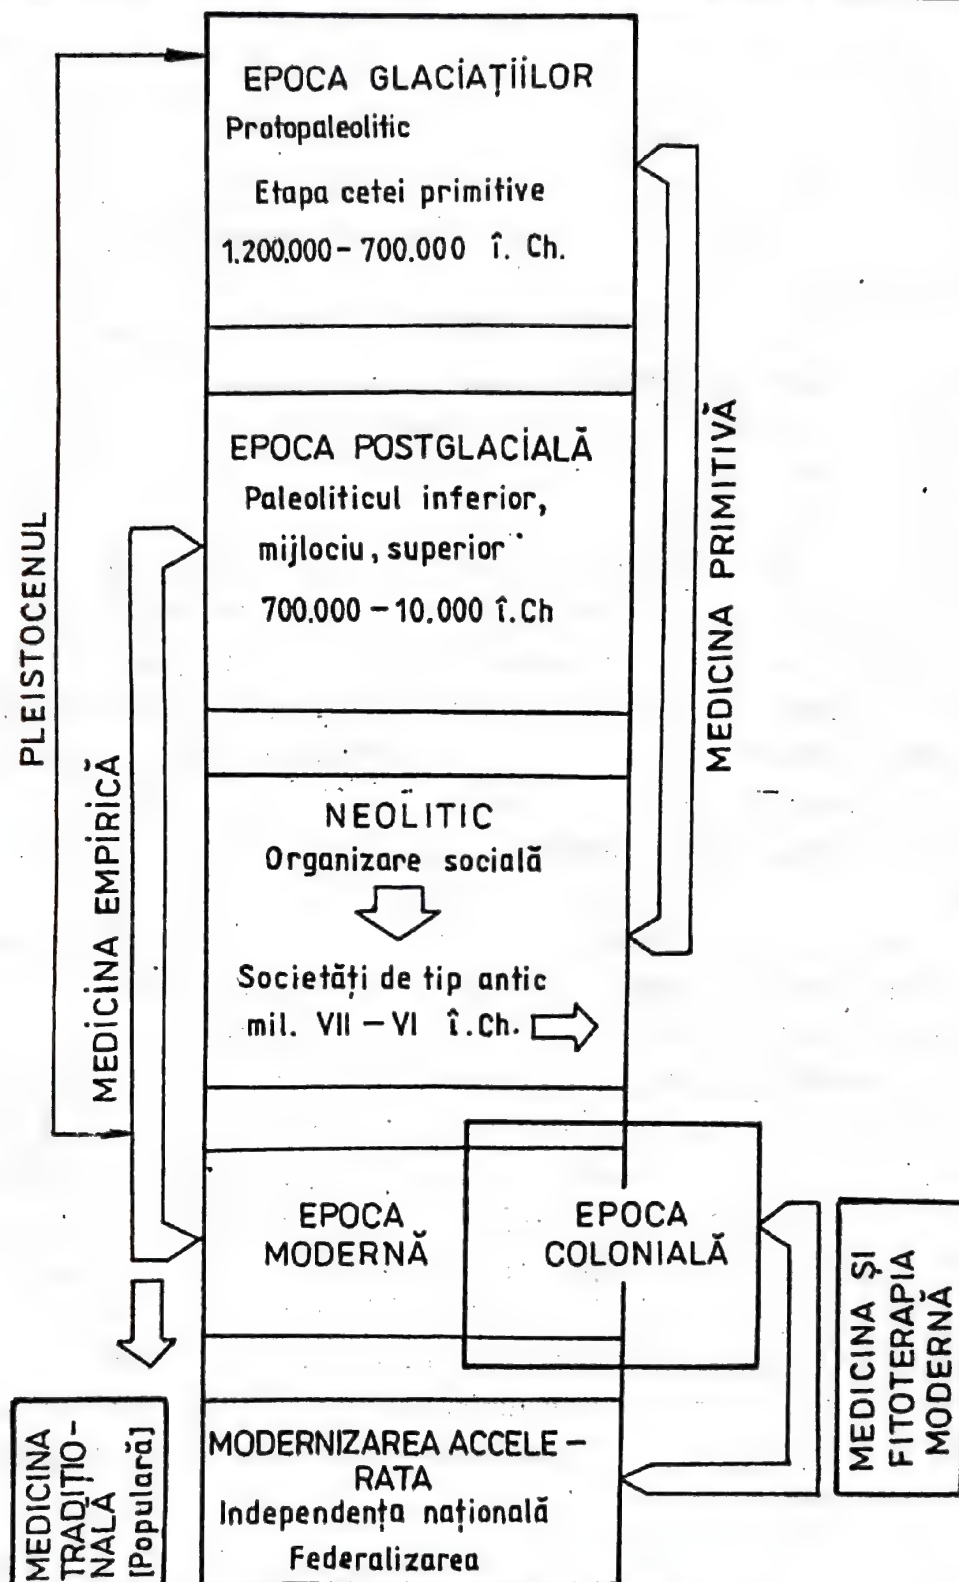 EPOCA GLACIAȚIILOR
Protopaleolitic
Etapa cetei primitive
1.200.000 – 700.000 î. Ch.
EPOCA POSTGLACIALĂ
Paleoliticul inferior,
mijlociu, superior
700.000 – 10.000 î.Ch
NEOLITIC
Organizare socială
Societăți de tip antic
mil. VII – VI î.Ch.
EPOCA
MODERNĂ
EPOCA
COLONIALĂ
MODERNIZAREA ACCELE –
RATA
Independența națională
Federalizarea
PLEISTOCENUL
MEDICINA EMPIRICĂ
MEDICINA PRIMITIVĂ
MEDICINA
TRADIȚIO–
NALĂ
[Populară]
MEDICINA ȘI
FITOTERAPIA
MODERNĂ